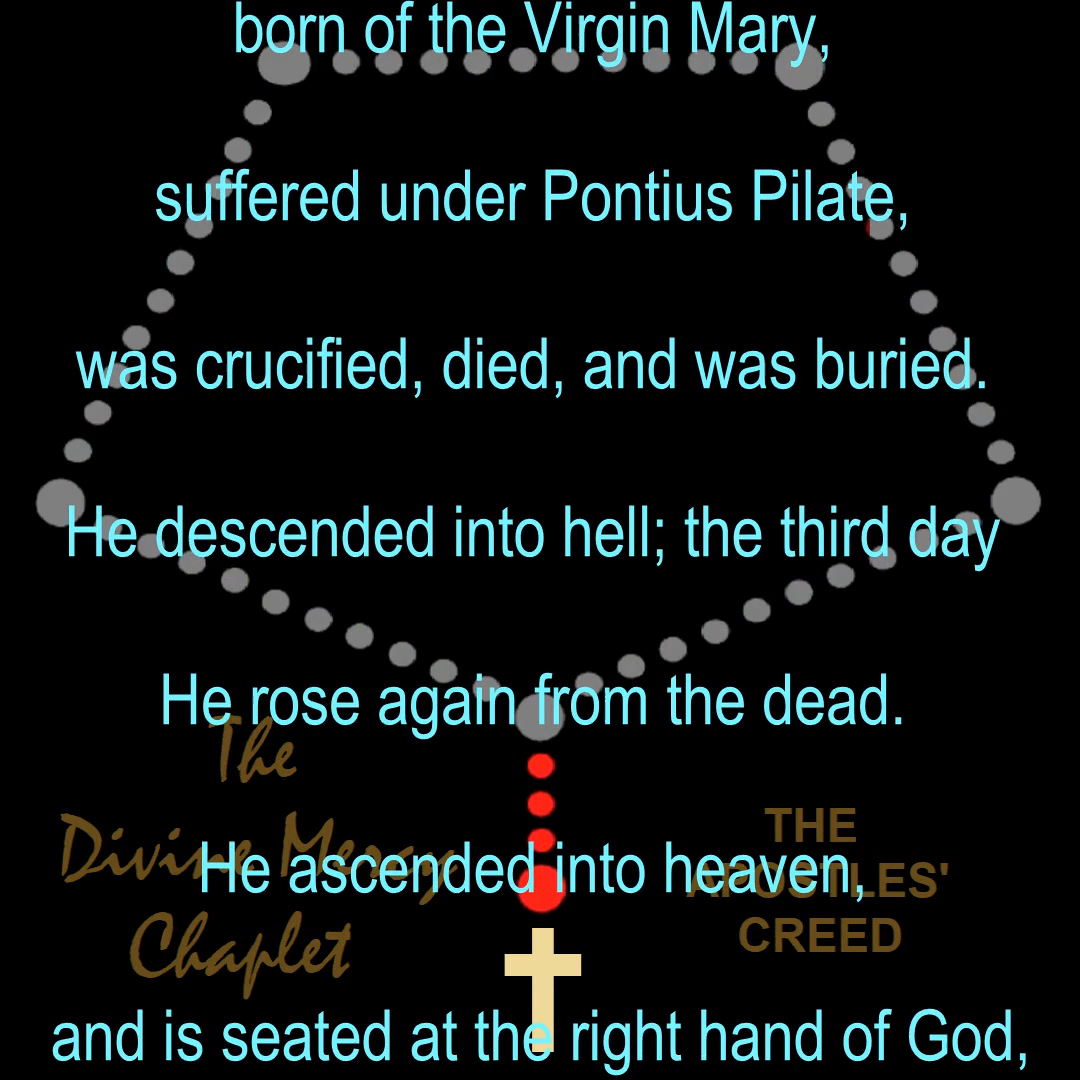 born of the Virgin Mary,
suffered under Pontius Pilate,
was crucified, died, and was buried.
He descended into hell; the third day
He rose again from the dead.
He ascended into heaven,
and is seated at the right hand of God,
The
Divine Mercy
Chaplet
THE
APOSTLES'
CREED